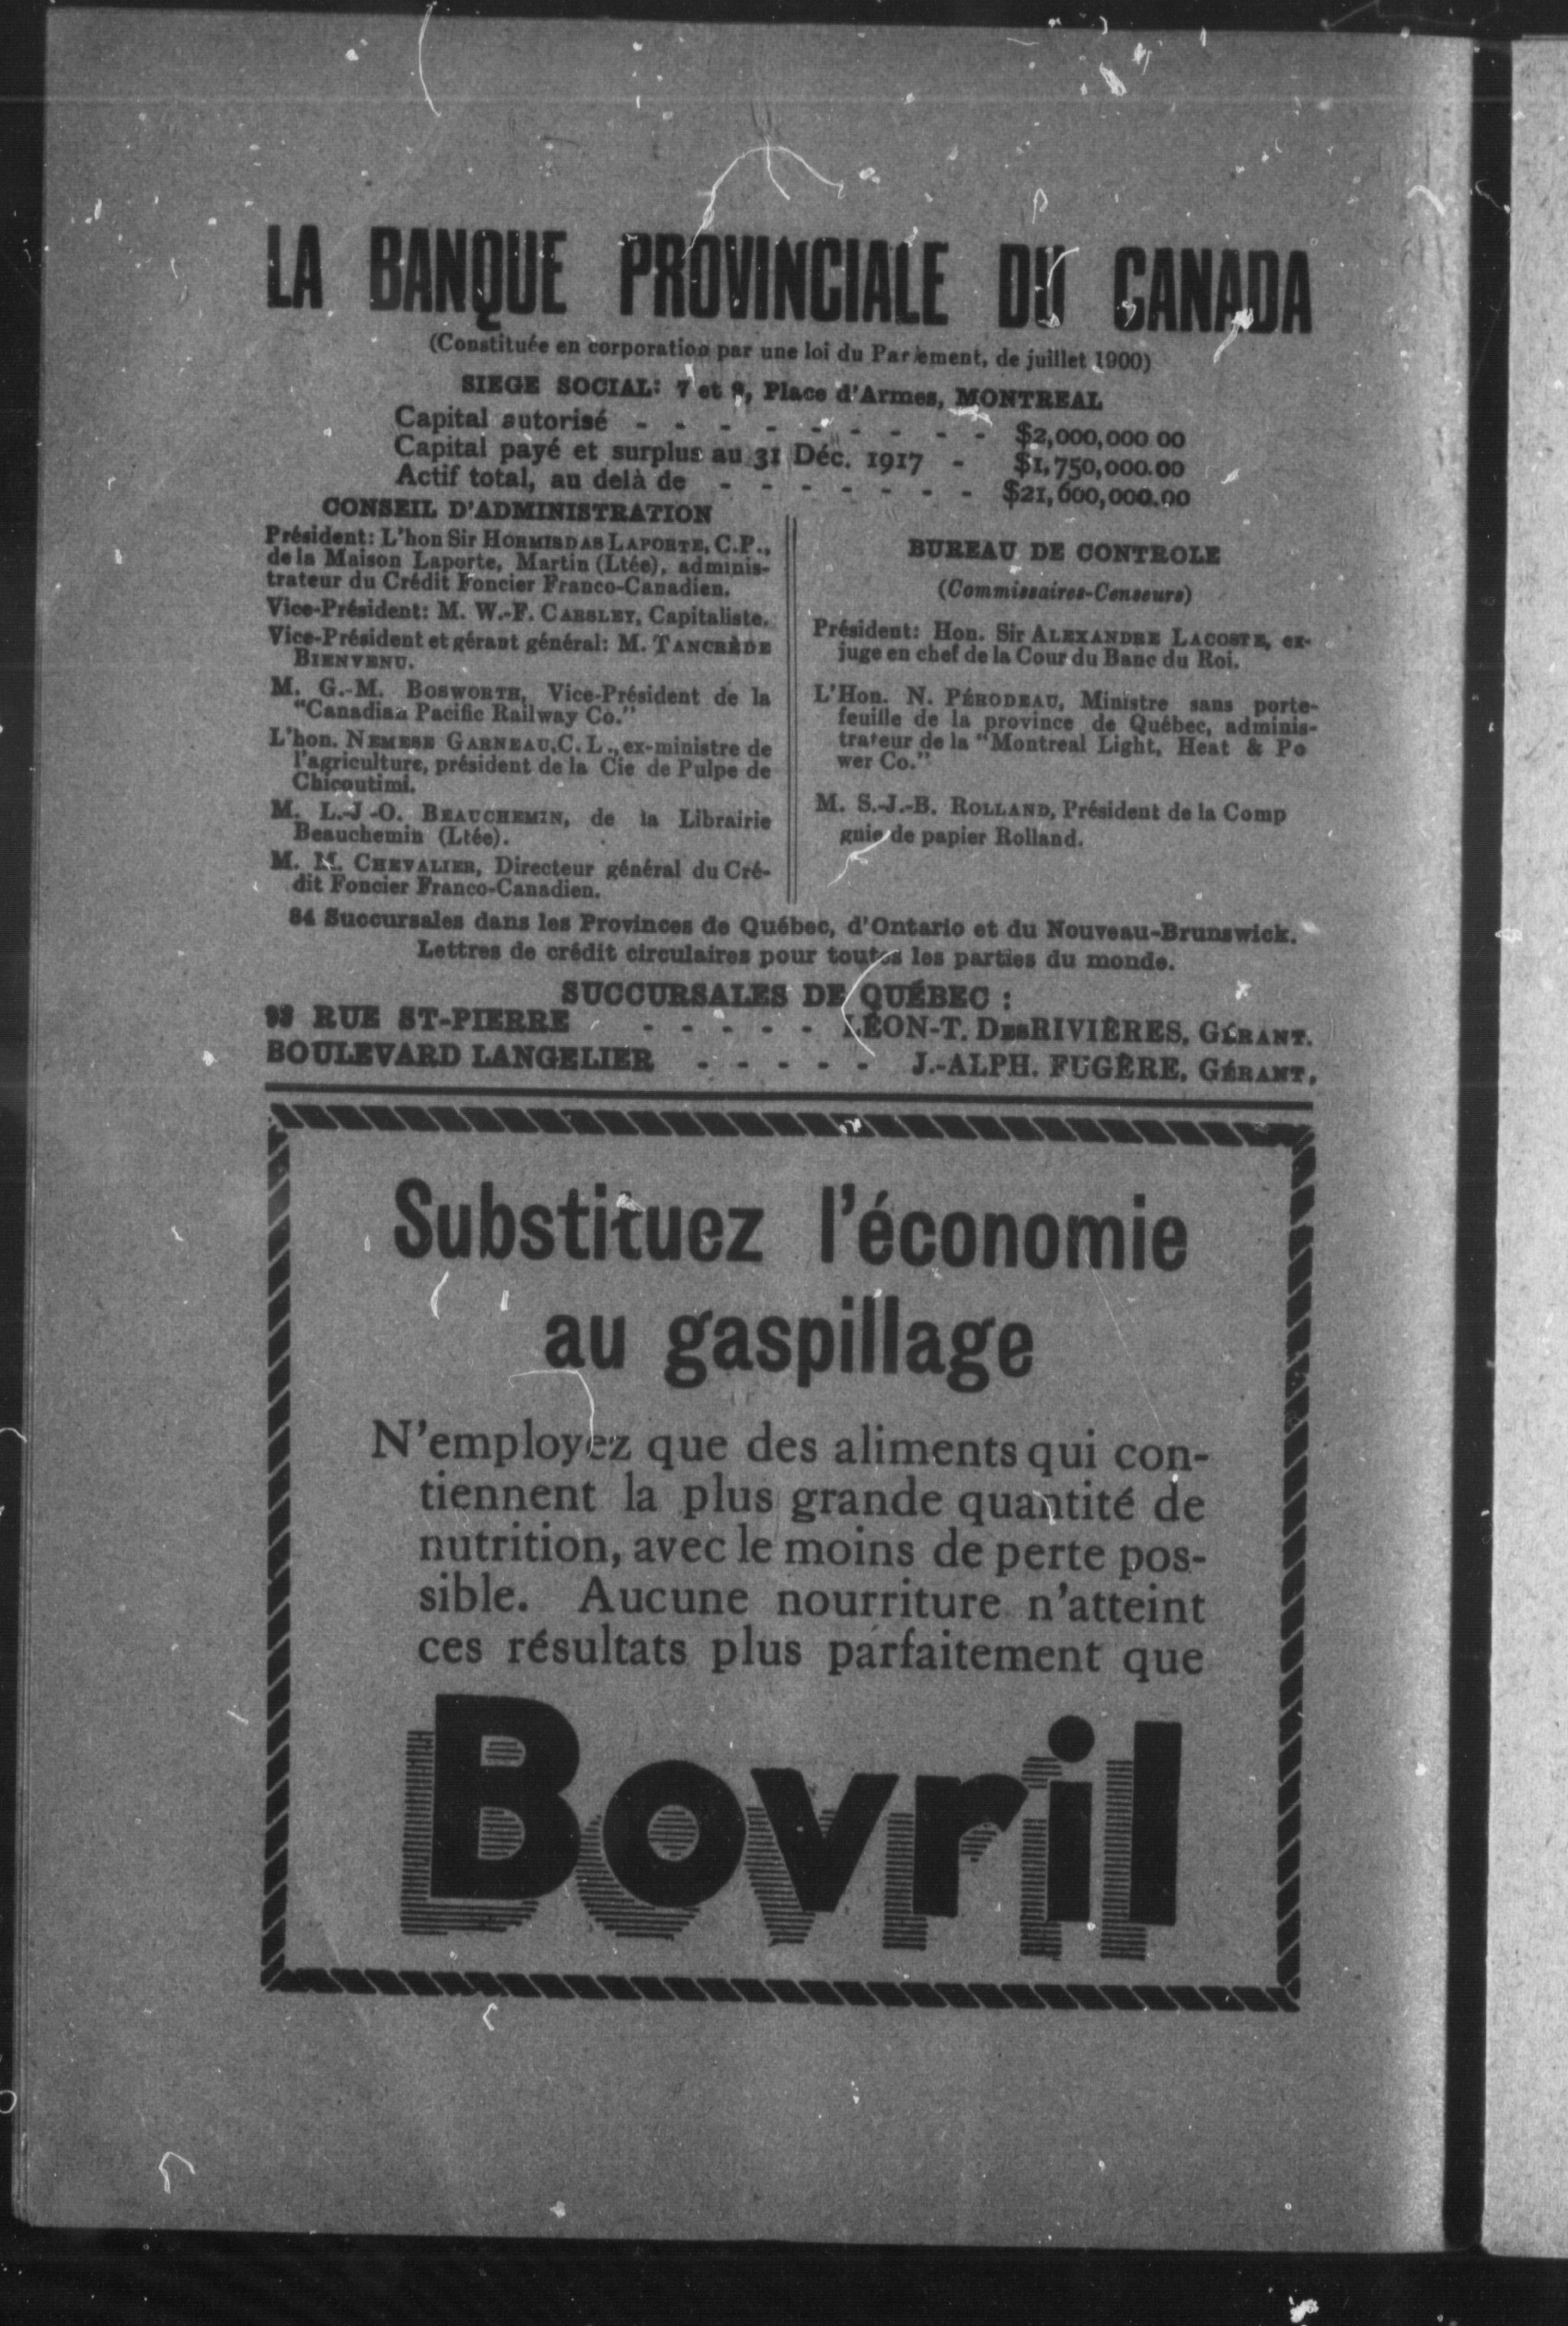 LA BANQUE PROVINCIALE DU CANADA
(Constituée en corporation par une loi du Parlement, de juillet 1900)
SIEGE SOCIAL: 7 et 9, Place d'Armes, MONTREAL
Capital autorisé - - - - - - - - - $2,000,000 00
Capital payé et surplus au 31 Déc. 1917 - $1,750,000.00
Actif total, au delà de - - - - - - - $21,600,000.00
CONSEIL D'ADMINISTRATION
Président: L'hon Sir HORMISDAS LAPORTE, C.P.,
de la Maison Laporte, Martin (Ltée), adminis-
trateur du Crédit Foncier Franco-Canadien.
Vice-Président: M. W.-F. CARSLEY, Capitaliste.
Vice-Président et gérant général: M. TANCRÈDE
BIENVENU.
M. G.-M. BOSWORTH, Vice-Président de la
"Canadian Pacific Railway Co."
L'hon. NEMESE GARNEAU, C. L., ex-ministre de
l'agriculture, président de la Cie de Pulpe de
Chicoutimi.
M. L.-J-O. BEAUCHEMIN, de la Librairie
Beauchemin (Ltée).
M. M. CHEVALIER, Directeur général du Cré-
dit Foncier Franco-Canadien.
BUREAU DE CONTROLE
(Commissaires-Censeurs)
Président: Hon. Sir ALEXANDRE LACOSTE, ex-
juge en chef de la Cour du Banc du Roi.
L'Hon. N. PÉRODEAU, Ministre sans porte-
feuille de la province de Québec, adminis-
trateur de la "Montreal Light, Heat & Po
wer Co."
M. S.-J.-B. ROLLAND, Président de la Comp
gnie de papier Rolland.
84 Succursales dans les Provinces de Québec, d'Ontario et du Nouveau-Brunswick.
Lettres de crédit circulaires pour toutes les parties du monde.
SUCCURSALES DE QUÉBEC :
93 RUE ST-PIERRE - - - - - LÉON-T. DesRIVIÈRES, GÉRANT.
BOULEVARD LANGELIER - - - - - J.-ALPH. FUGÈRE, GÉRANT,
Substituez l'économie
au gaspillage
N'employez que des aliments qui con-
tiennent la plus grande quantité de
nutrition, avec le moins de perte pos-
sible. Aucune nourriture n'atteint
ces résultats plus parfaitement que
Bovril